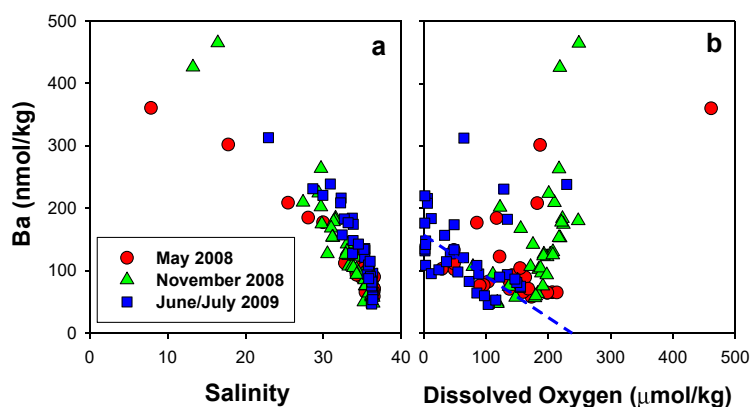 a
b
500
400
300
200
100
0
Ba (nmol/kg)
May 2008
November 2008
June/July 2009
0 10 20 30 40
0 100 200 300 400 500
Salinity
Dissolved Oxygen (μmol/kg)